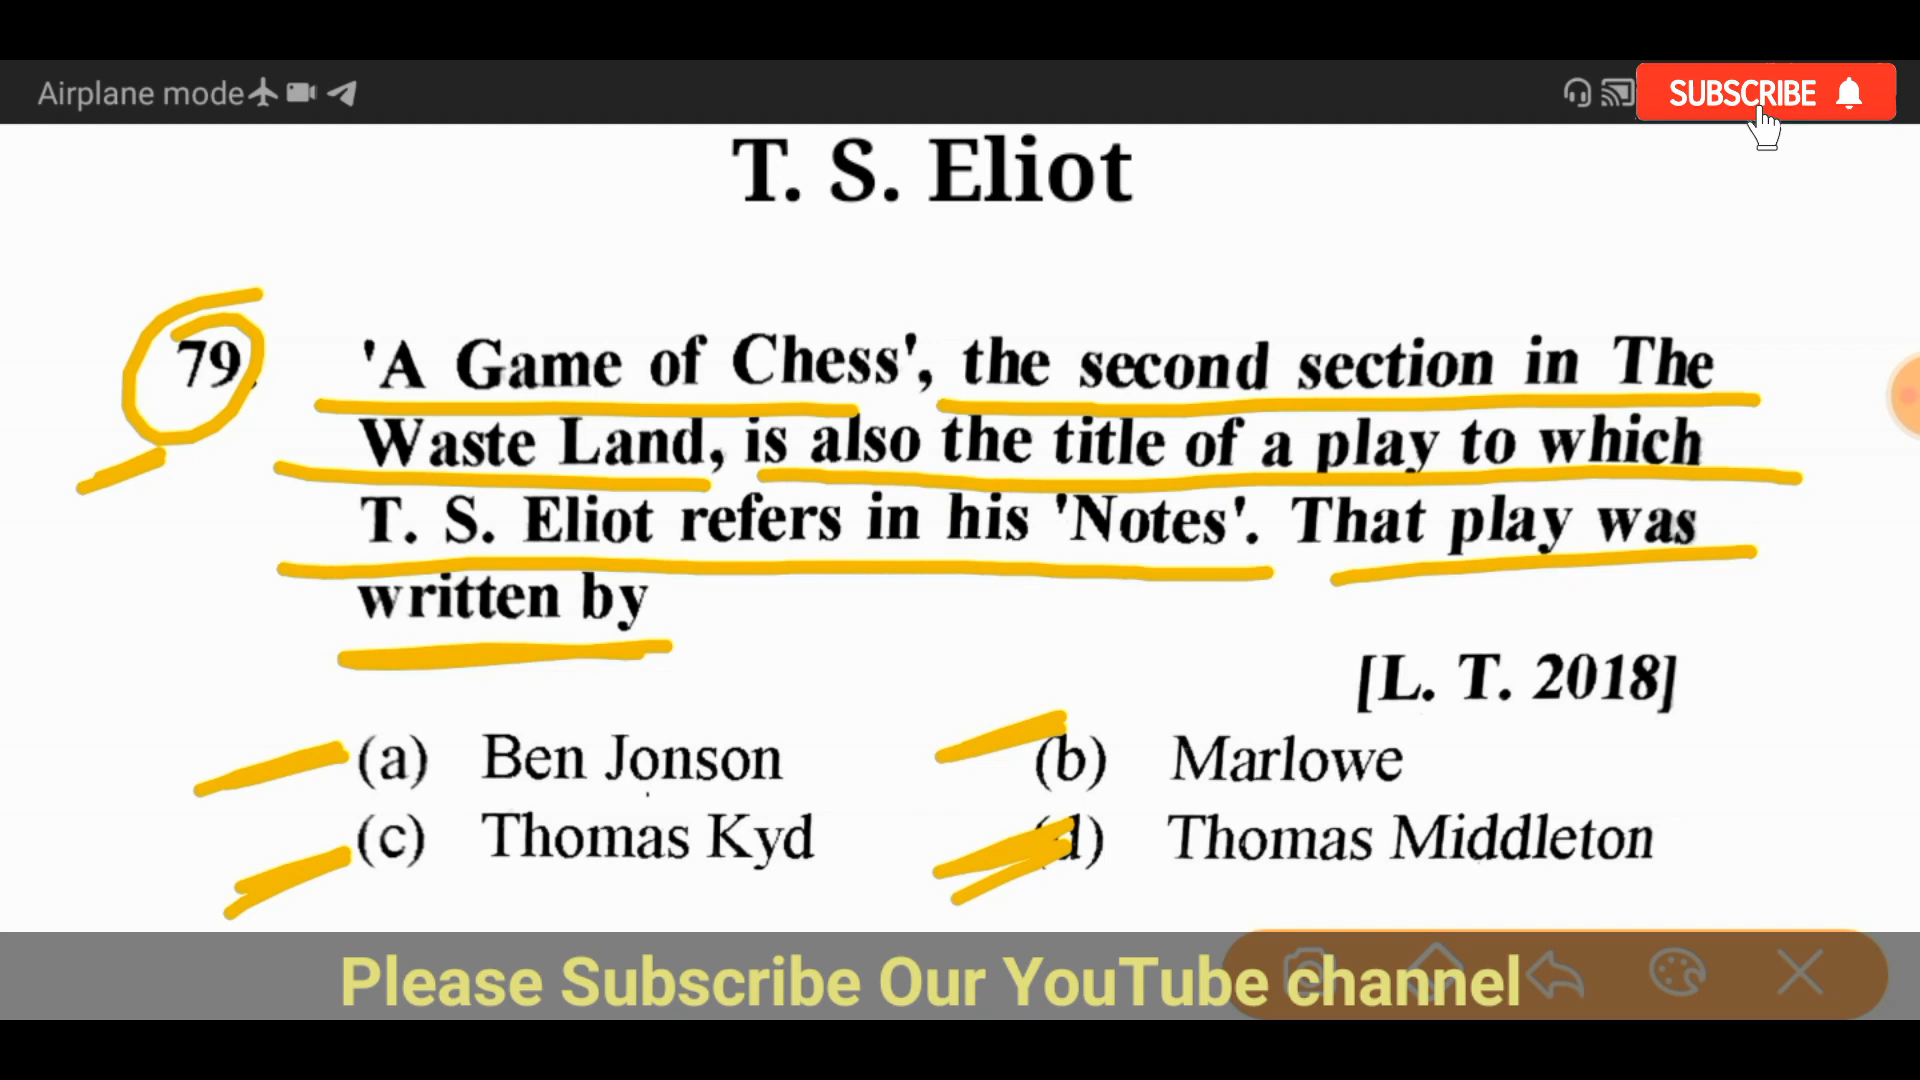 Airplane mode
SUBSCRIBE
T. S. Eliot
79. 'A Game of Chess', the second section in The
Waste Land, is also the title of a play to which
T. S. Eliot refers in his 'Notes'. That play was
written by
[L. T. 2018]
(a) Ben Jonson (b) Marlowe
(c) Thomas Kyd (d) Thomas Middleton
Please Subscribe Our YouTube channel